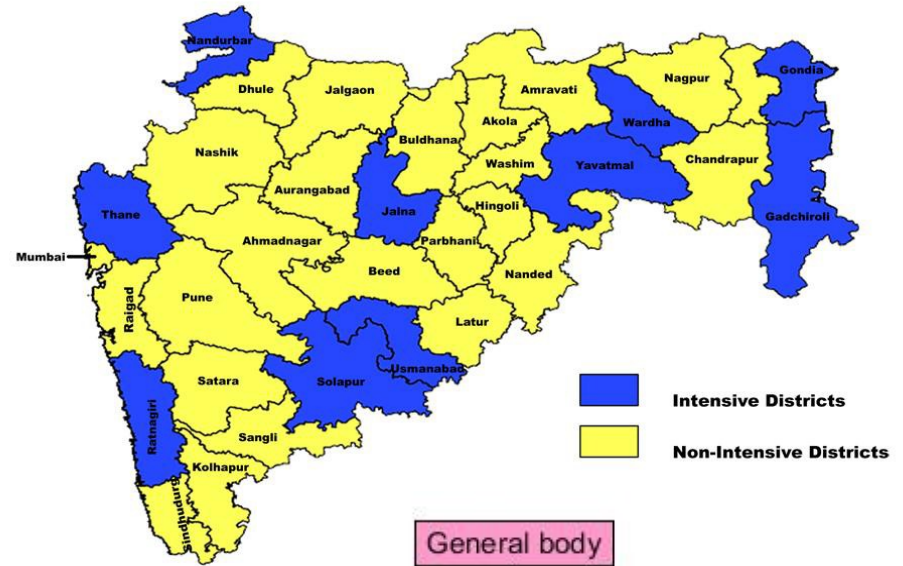 Nandurbar
Gondia
Nagpur
Dhule
Jalgaon
Amravati
Akola
Wardha
Buldhana
Nashik
Washim
Yavatmal
Chandrapur
Aurangabad
Hingoli
Thane
Jalna
Gadchiroli
Ahmadnagar
Parbhani
Mumbai
Beed
Nanded
Raigad
Pune
Latur
Usmanabad
Satara
Solapur
Intensive Districts
Ratnagiri
Sangli
Non-Intensive Districts
Kolhapur
Sindhudurg
General body